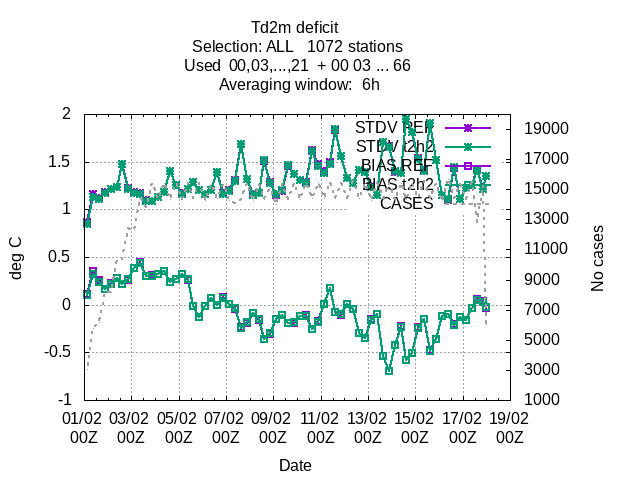 Td2m deficit
Selection: ALL   1072 stations
Used  00,03,...,21  + 00 03 ... 66
Averaging window:  6h
STDV REF
STDV t2h2
BIAS REF
BIAS t2h2
CASES
2
1.5
1
0.5
0
-0.5
-1
deg C
19000
17000
15000
13000
11000
9000
7000
5000
3000
1000
No cases
01/02 03/02 05/02 07/02 09/02 11/02 13/02 15/02 17/02 19/02
00Z 00Z 00Z 00Z 00Z 00Z 00Z 00Z 00Z 00Z
Date